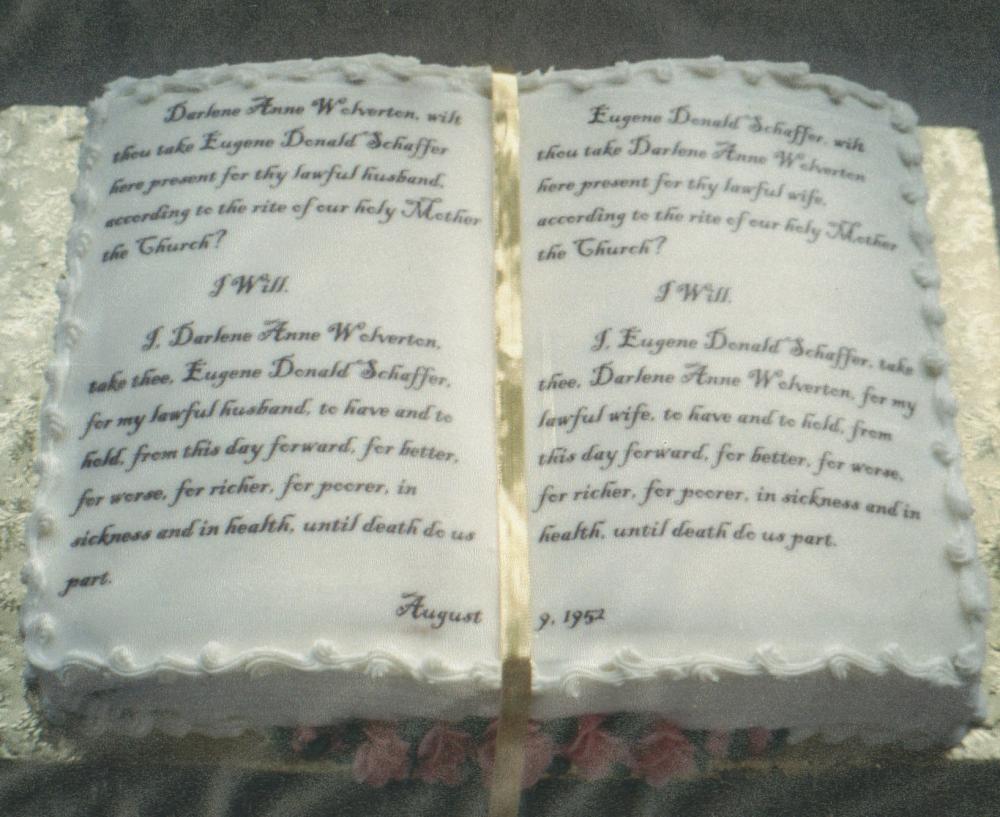 Darlene Anne Wolverton, wilt
thou take Eugene Donald Schaffer
here present for thy lawful husband,
according to the rite of our holy Mother
the Church?
I Will.
I, Darlene Anne Wolverton,
take thee, Eugene Donald Schaffer,
for my lawful husband, to have and to
hold, from this day forward, for better,
for worse, for richer, for poorer, in
sickness and in health, until death do us
part.
August
Eugene Donald Schaffer, wilt
thou take Darlene Anne Wolverton
here present for thy lawful wife,
according to the rite of our holy Mother
the Church?
I Will.
I, Eugene Donald Schaffer, take
thee, Darlene Anne Wolverton, for my
lawful wife, to have and to hold, from
this day forward, for better, for worse,
for richer, for poorer, in sickness and in
health, until death do us part.
9, 1952